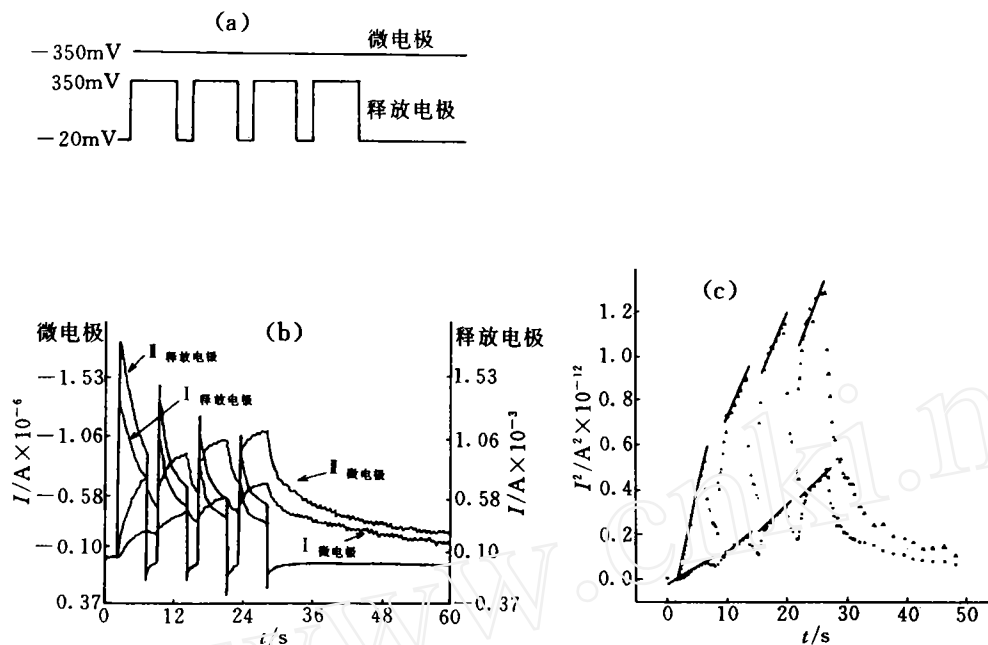 (a)
微电极
−350mV
350mV
释放电极
−20mV
微电极
(b)
释放电极
Ⅱ 释放电极
−1.53
1.53
Ⅰ 释放电极
−1.06
1.06
I/A×10⁻⁶
I/A×10⁻³
Ⅱ 微电极
−0.58
0.58
Ⅰ 微电极
−0.10
0.10
0.37
−0.37
0
12
24
36
48
60
t/s
(c)
1.2
1.0
I²/A²×10⁻¹²
0.8
0.6
0.4
0.2
0.0
0
10
20
30
40
50
t/s
www.cnki.n